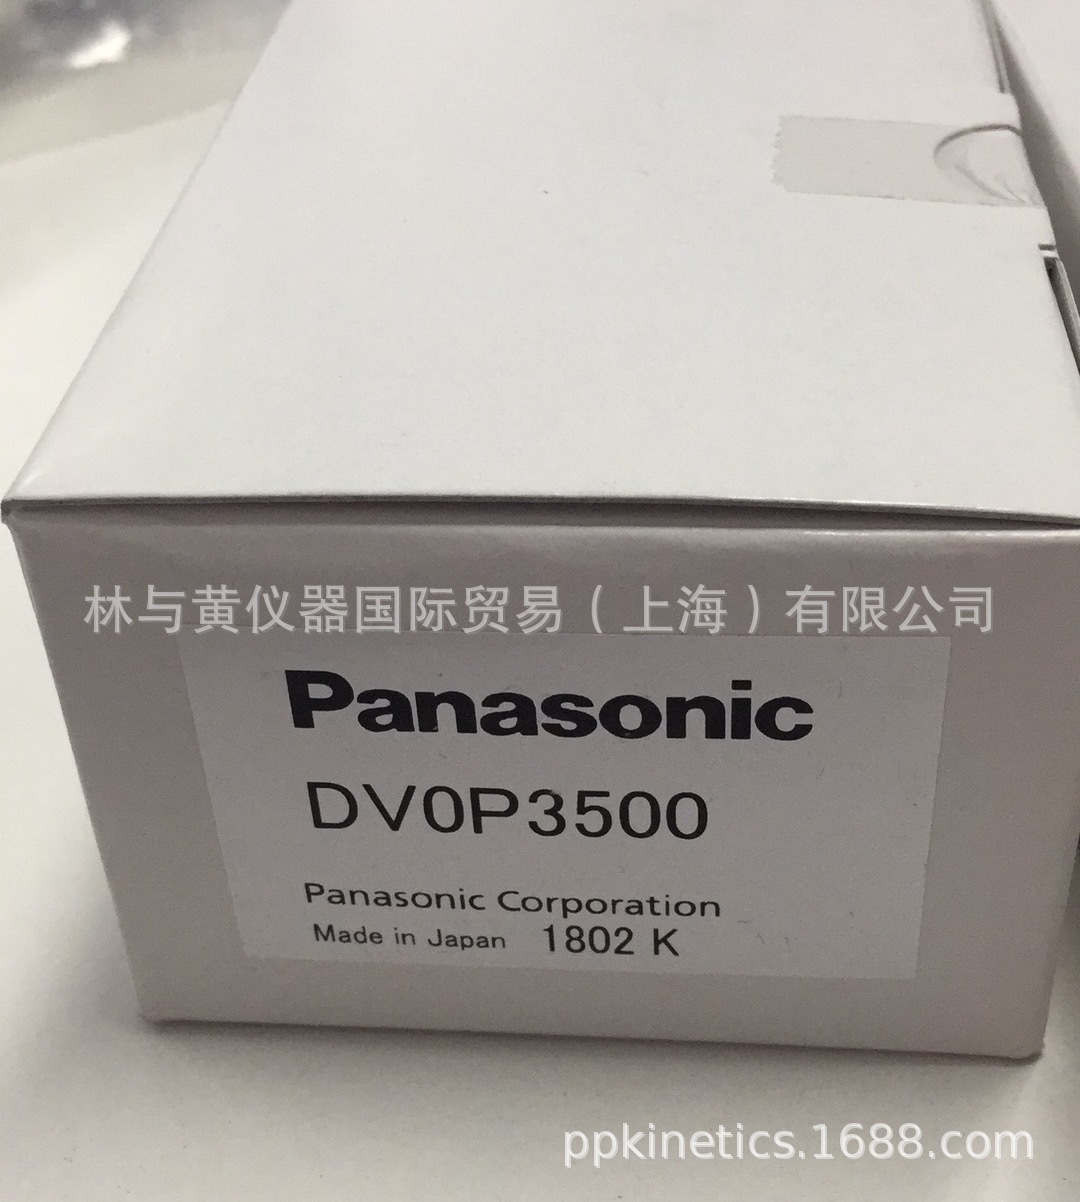 林与黄仪器国际贸易（上海）有限公司
Panasonic
DV0P3500
Panasonic Corporation
Made in Japan 1802 K
ppkinetics.1688.com